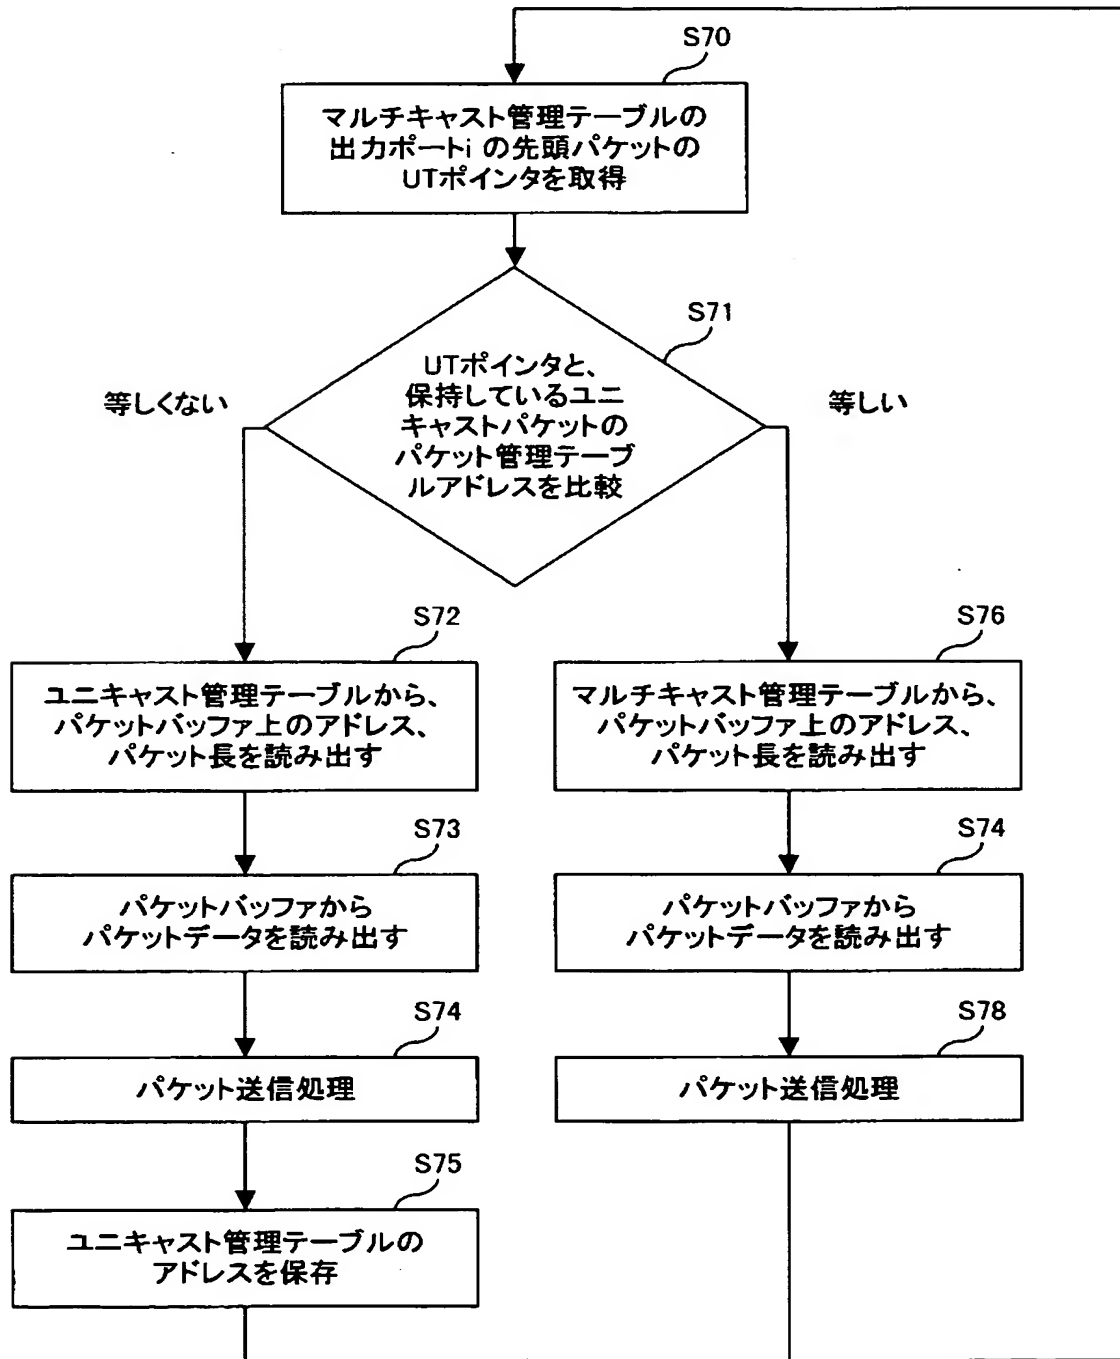 S70
マルチキャスト管理テーブルの
出力ポートi の先頭パケットの
UTポインタを取得
S71
UTポインタと、
保持しているユニ
キャストパケットの
パケット管理テーブ
ルアドレスを比較
等しくない
等しい
S72
ユニキャスト管理テーブルから、
パケットバッファ上のアドレス、
パケット長を読み出す
S73
パケットバッファから
パケットデータを読み出す
S74
パケット送信処理
S75
ユニキャスト管理テーブルの
アドレスを保存
S76
マルチキャスト管理テーブルから、
パケットバッファ上のアドレス、
パケット長を読み出す
S74
パケットバッファから
パケットデータを読み出す
S78
パケット送信処理